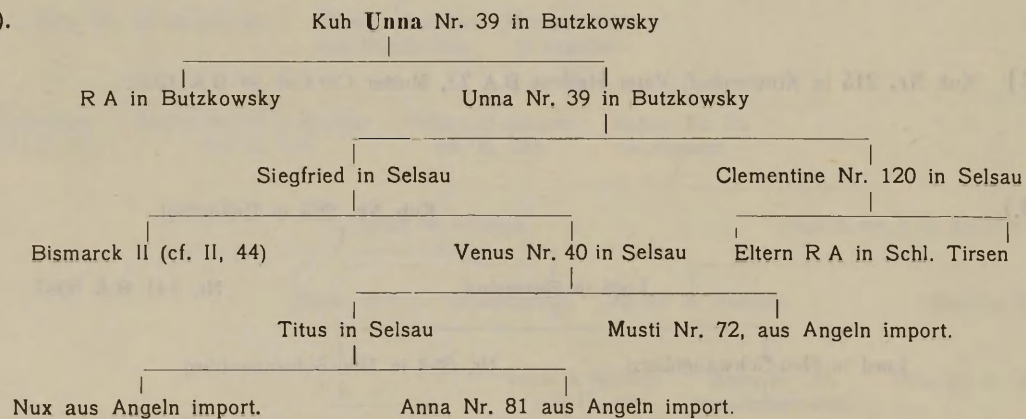 ).
Kuh Unna Nr. 39 in Butzkowsky
R A in Butzkowsky Unna Nr. 39 in Butzkowsky
Siegfried in Selsau Clementine Nr. 120 in Selsau
Bismarck II (cf. II, 44) Venus Nr. 40 in Selsau Eltern R A in Schl. Tirsen
Titus in Selsau Musti Nr. 72, aus Angeln import.
Nux aus Angeln import. Anna Nr. 81 aus Angeln import.